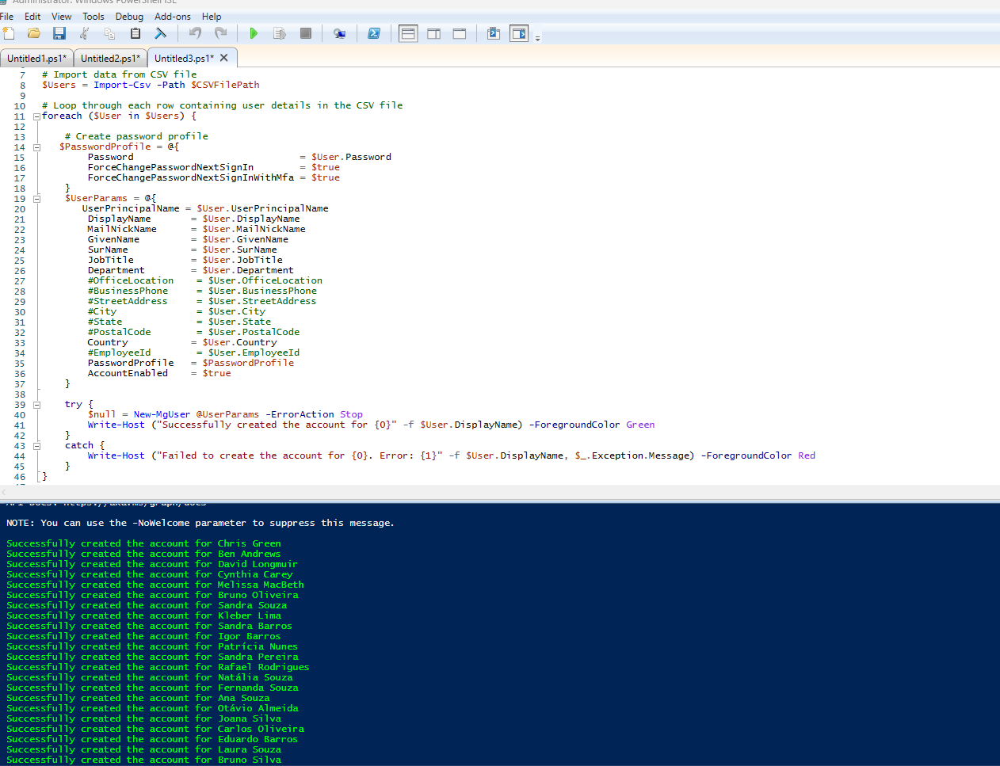 Administrator: Windows PowerShell ISE
File Edit View Tools Debug Add-ons Help
Untitled1.ps1* Untitled2.ps1* Untitled3.ps1* X
7 # Import data from CSV file
8 $Users = Import-Csv -Path $CSVFilePath
9
10 # Loop through each row containing user details in the CSV file
11 foreach ($User in $Users) {
12
13 # Create password profile
14 $PasswordProfile = @{
15 Password = $User.Password
16 ForceChangePasswordNextSignIn = $true
17 ForceChangePasswordNextSignInWithMfa = $true
18 }
19 $UserParams = @{
20 UserPrincipalName = $User.UserPrincipalName
21 DisplayName = $User.DisplayName
22 MailNickName = $User.MailNickName
23 GivenName = $User.GivenName
24 SurName = $User.SurName
25 JobTitle = $User.JobTitle
26 Department = $User.Department
27 #OfficeLocation = $User.OfficeLocation
28 #BusinessPhone = $User.BusinessPhone
29 #StreetAddress = $User.StreetAddress
30 #City = $User.City
31 #State = $User.State
32 #PostalCode = $User.PostalCode
33 Country = $User.Country
34 #EmployeeId = $User.EmployeeId
35 PasswordProfile = $PasswordProfile
36 AccountEnabled = $true
37 }
38
39 try {
40 $null = New-MgUser @UserParams -ErrorAction Stop
41 Write-Host ("Successfully created the account for {0}" -f $User.DisplayName) -ForegroundColor Green
42 }
43 catch {
44 Write-Host ("Failed to create the account for {0}. Error: {1}" -f $User.DisplayName, $_.Exception.Message) -ForegroundColor Red
45 }
46 }
API Docs: https://aka.ms/graph/docs
NOTE: You can use the -NoWelcome parameter to suppress this message.
Successfully created the account for Chris Green
Successfully created the account for Ben Andrews
Successfully created the account for David Longmuir
Successfully created the account for Cynthia Carey
Successfully created the account for Melissa MacBeth
Successfully created the account for Bruno Oliveira
Successfully created the account for Sandra Souza
Successfully created the account for Kleber Lima
Successfully created the account for Sandra Barros
Successfully created the account for Igor Barros
Successfully created the account for Patrícia Nunes
Successfully created the account for Sandra Pereira
Successfully created the account for Rafael Rodrigues
Successfully created the account for Natália Souza
Successfully created the account for Fernanda Souza
Successfully created the account for Ana Souza
Successfully created the account for Otávio Almeida
Successfully created the account for Joana Silva
Successfully created the account for Carlos Oliveira
Successfully created the account for Eduardo Barros
Successfully created the account for Laura Souza
Successfully created the account for Bruno Silva